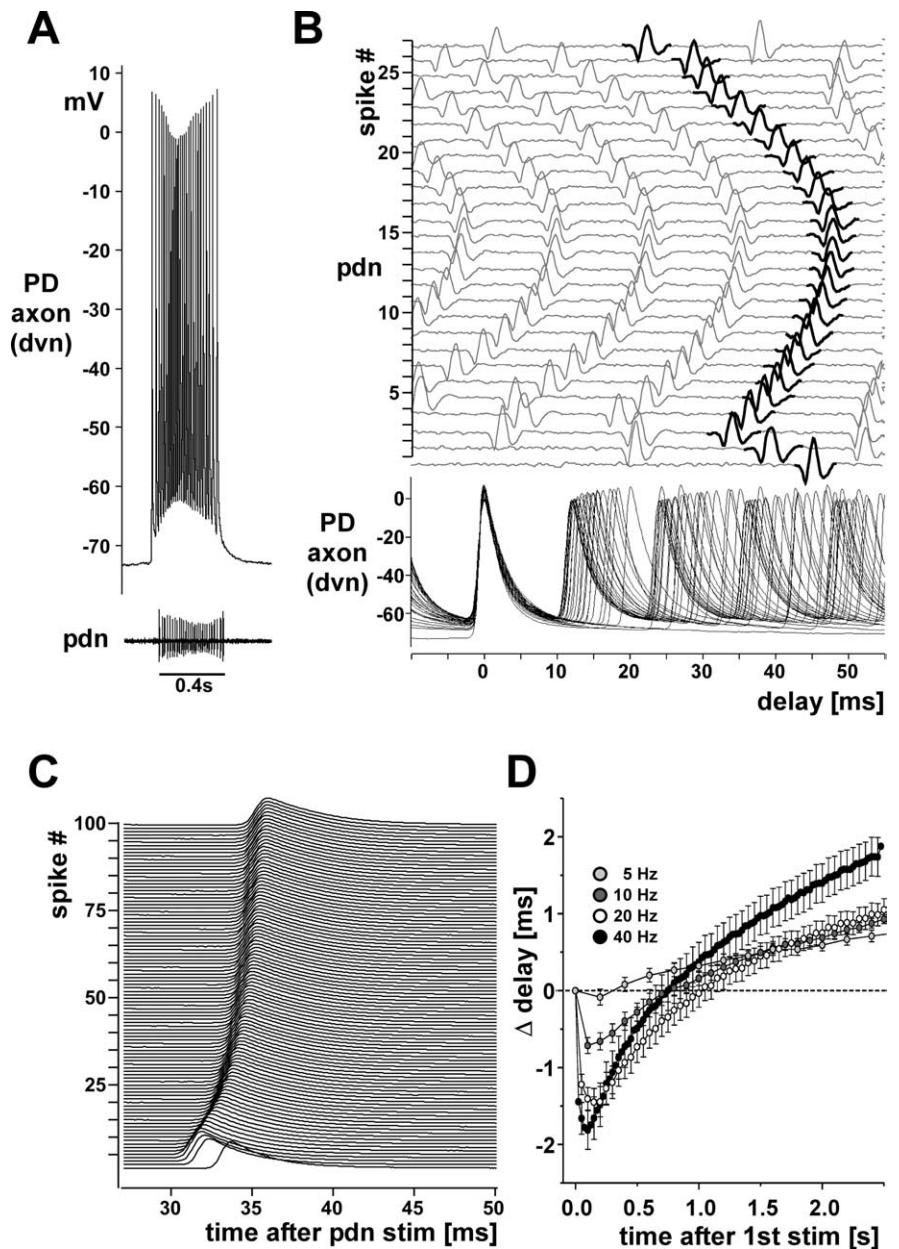 A
mV
10
0
-10
-20
-30
-40
-50
-60
-70
PD
axon
(dvn)
pdn
0.4s
B
spike #
25
20
15
10
5
pdn
PD
axon
(dvn)
0
-20
-40
-60
0 10 20 30 40 50
delay [ms]
C
spike #
100
75
50
25
30 35 40 45 50
time after pdn stim [ms]
D
Δ delay [ms]
2
1
0
-1
-2
5 Hz
10 Hz
20 Hz
40 Hz
0.0 0.5 1.0 1.5 2.0
time after 1st stim [s]